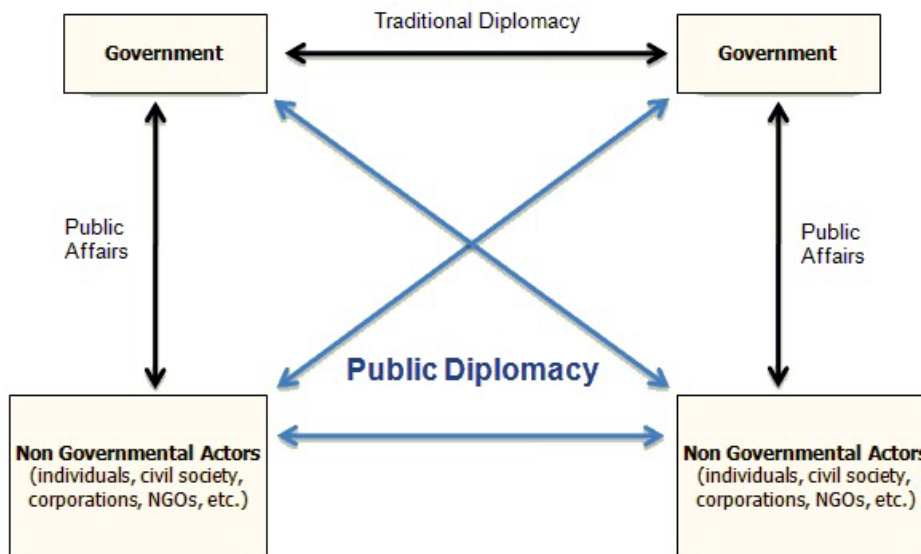 Traditional Diplomacy
Government
Government
Public
Affairs
Public
Affairs
Public Diplomacy
Non Governmental Actors
(individuals, civil society,
corporations, NGOs, etc.)
Non Governmental Actors
(individuals, civil society,
corporations, NGOs, etc.)